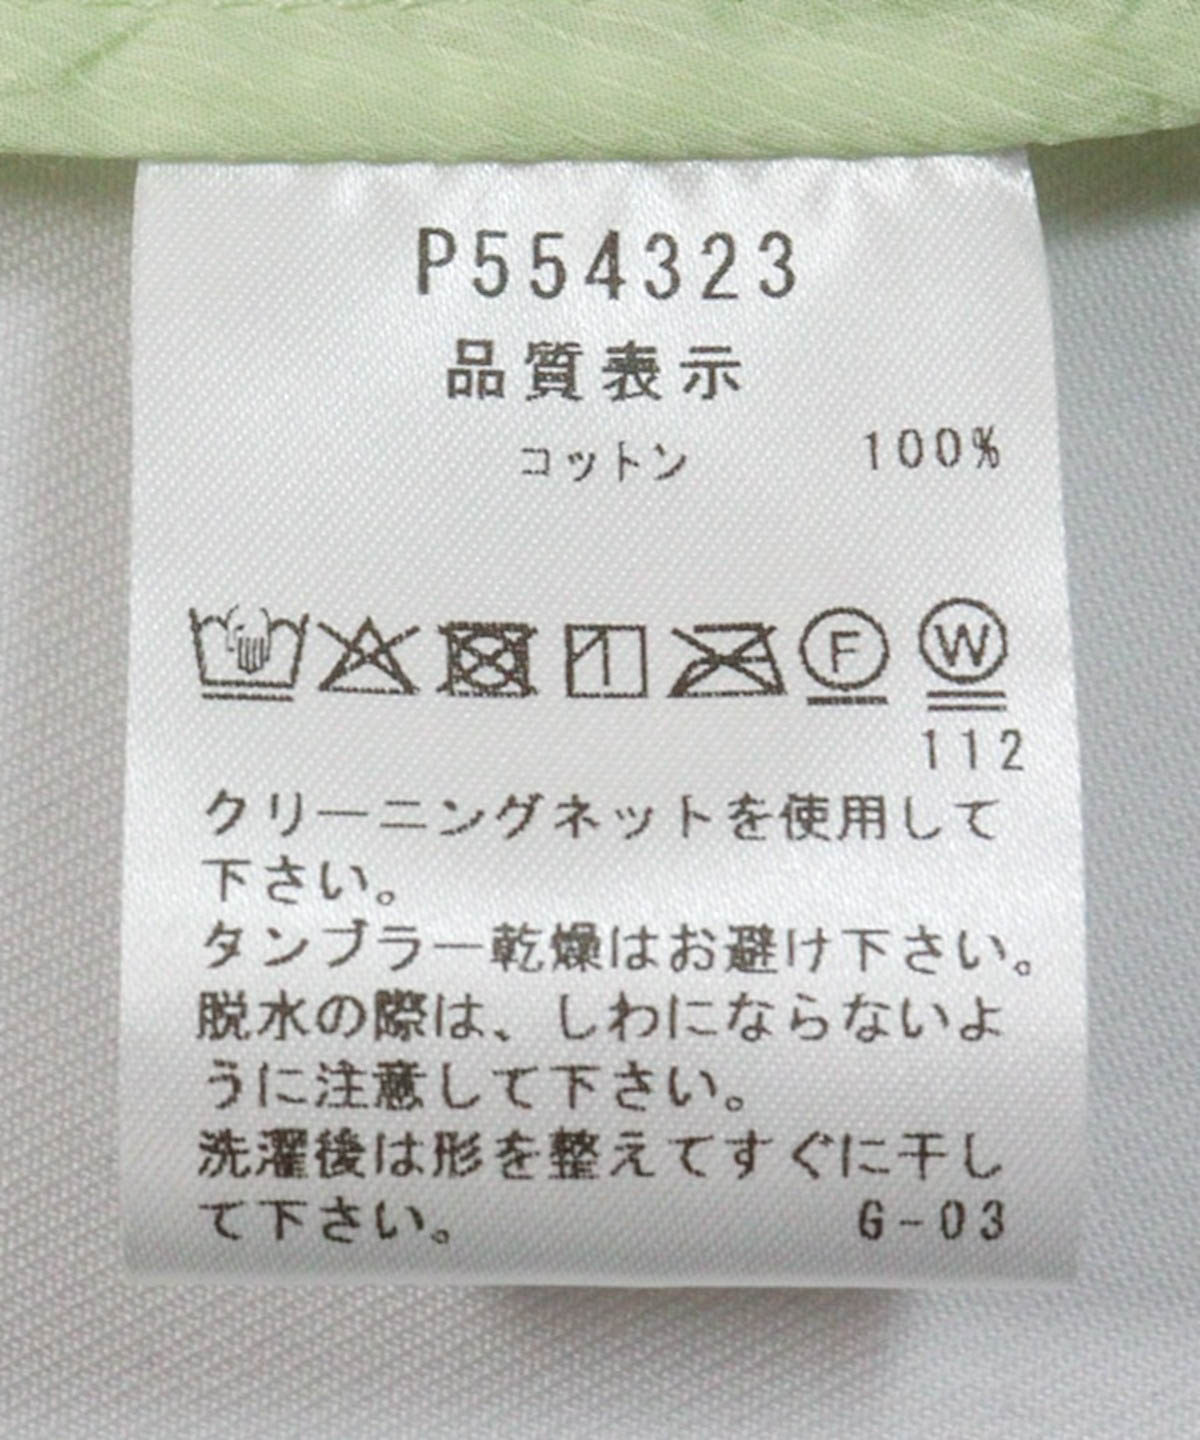 P554323
品質表示
コットン 100%
F W
112
クリーニングネットを使用して
下さい。
タンブラー乾燥はお避け下さい。
脱水の際は、しわにならないよ
うに注意して下さい。
洗濯後は形を整えてすぐに干し
て下さい。 G-03